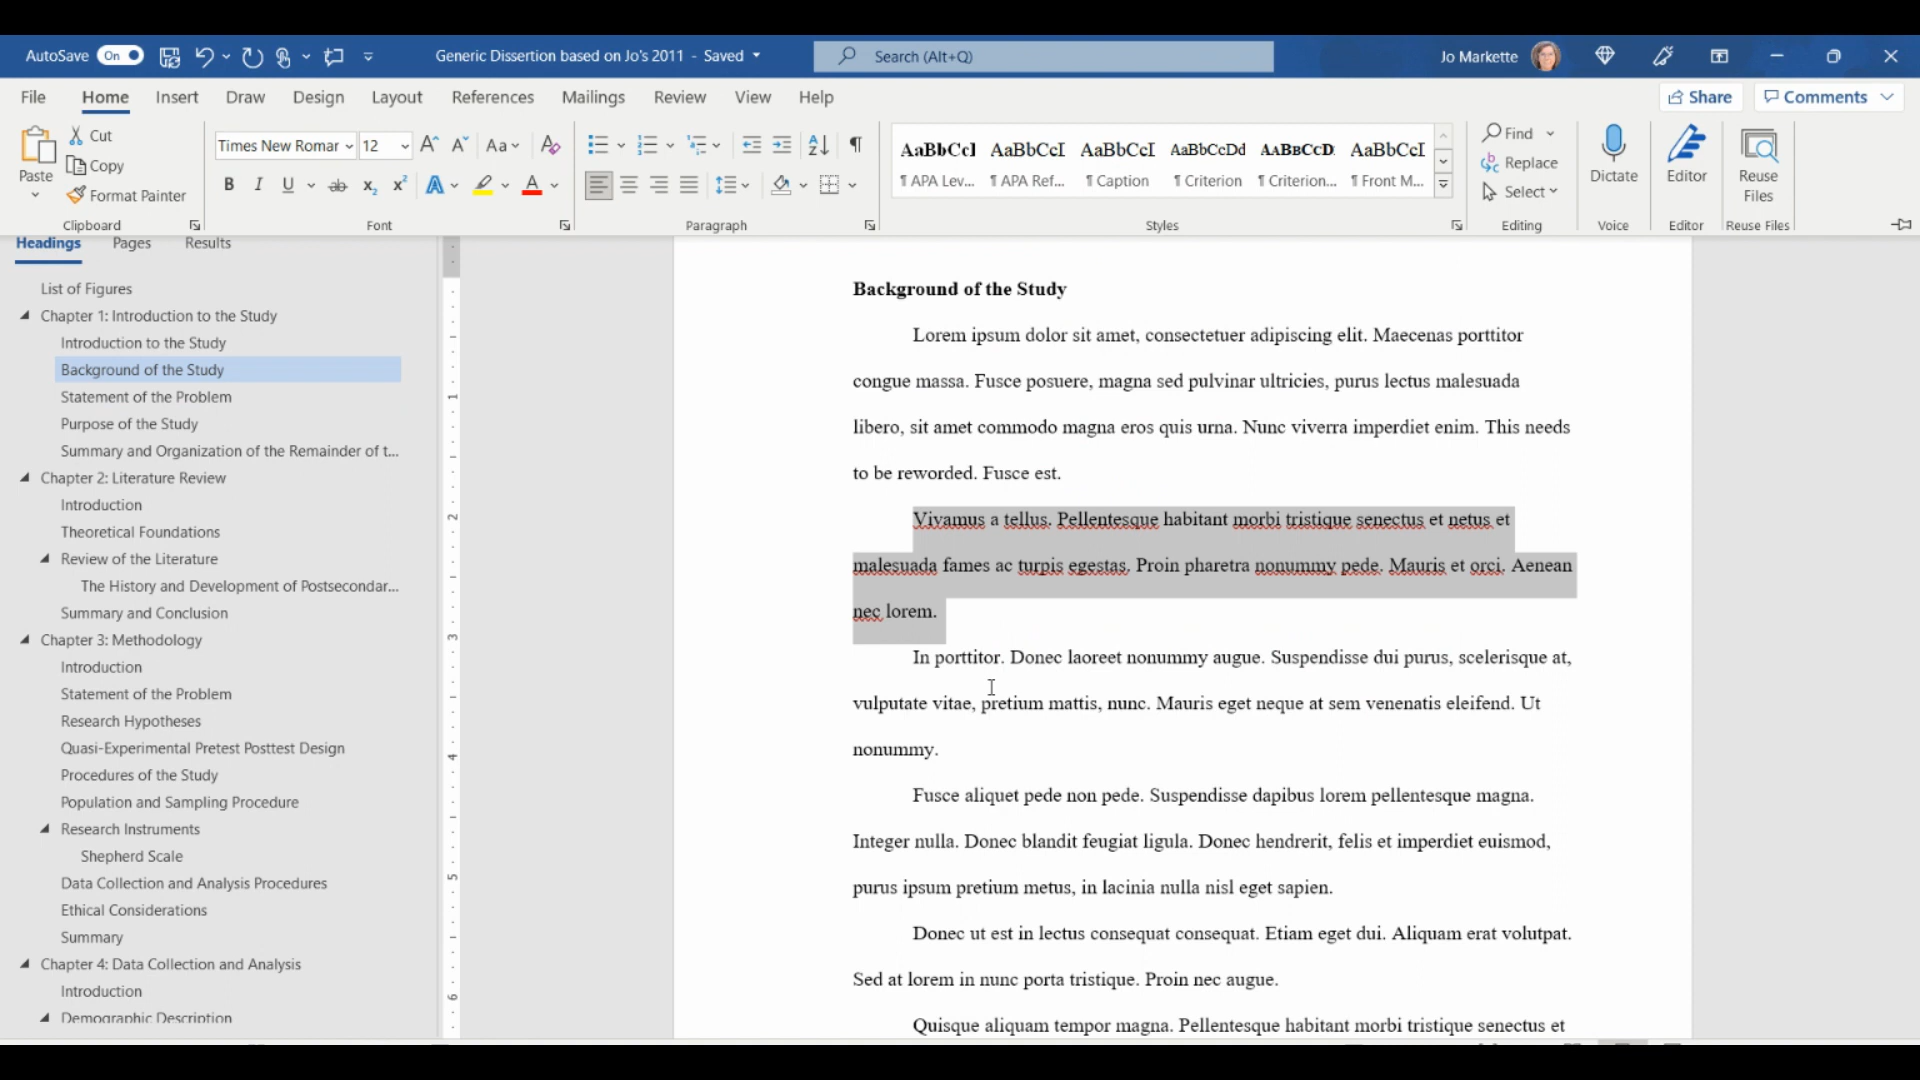 AutoSave On Generic Dissertion based on Jo's 2011 - Saved Search (Alt+Q) Jo Markette
File Home Insert Draw Design Layout References Mailings Review View Help Share Comments
Paste Cut Copy Format Painter
Clipboard
Times New Romar 12
Font
Paragraph
AaBbCcI AaBbCcI AaBbCcI AaBbCcDd AABBCCD AaBbCcI
¶ APA Lev... ¶ APA Ref... ¶ Caption ¶ Criterion ¶ Criterion... ¶ Front M...
Styles
Find
Replace
Select
Editing
Dictate
Voice
Editor
Editor
Reuse Files
Reuse Files
Headings Pages Results
List of Figures
Chapter 1: Introduction to the Study
Introduction to the Study
Background of the Study
Statement of the Problem
Purpose of the Study
Summary and Organization of the Remainder of t...
Chapter 2: Literature Review
Introduction
Theoretical Foundations
Review of the Literature
The History and Development of Postsecondar...
Summary and Conclusion
Chapter 3: Methodology
Introduction
Statement of the Problem
Research Hypotheses
Quasi-Experimental Pretest Posttest Design
Procedures of the Study
Population and Sampling Procedure
Research Instruments
Shepherd Scale
Data Collection and Analysis Procedures
Ethical Considerations
Summary
Chapter 4: Data Collection and Analysis
Introduction
Demographic Description
1
2
3
4
5
6
Background of the Study
Lorem ipsum dolor sit amet, consectetuer adipiscing elit. Maecenas porttitor
congue massa. Fusce posuere, magna sed pulvinar ultricies, purus lectus malesuada
libero, sit amet commodo magna eros quis urna. Nunc viverra imperdiet enim. This needs
to be reworded. Fusce est.
Vivamus a tellus. Pellentesque habitant morbi tristique senectus et netus et
malesuada fames ac turpis egestas. Proin pharetra nonummy pede. Mauris et orci. Aenean
nec lorem.
In porttitor. Donec laoreet nonummy augue. Suspendisse dui purus, scelerisque at,
vulputate vitae, pretium mattis, nunc. Mauris eget neque at sem venenatis eleifend. Ut
nonummy.
Fusce aliquet pede non pede. Suspendisse dapibus lorem pellentesque magna.
Integer nulla. Donec blandit feugiat ligula. Donec hendrerit, felis et imperdiet euismod,
purus ipsum pretium metus, in lacinia nulla nisl eget sapien.
Donec ut est in lectus consequat consequat. Etiam eget dui. Aliquam erat volutpat.
Sed at lorem in nunc porta tristique. Proin nec augue.
Quisque aliquam tempor magna. Pellentesque habitant morbi tristique senectus et